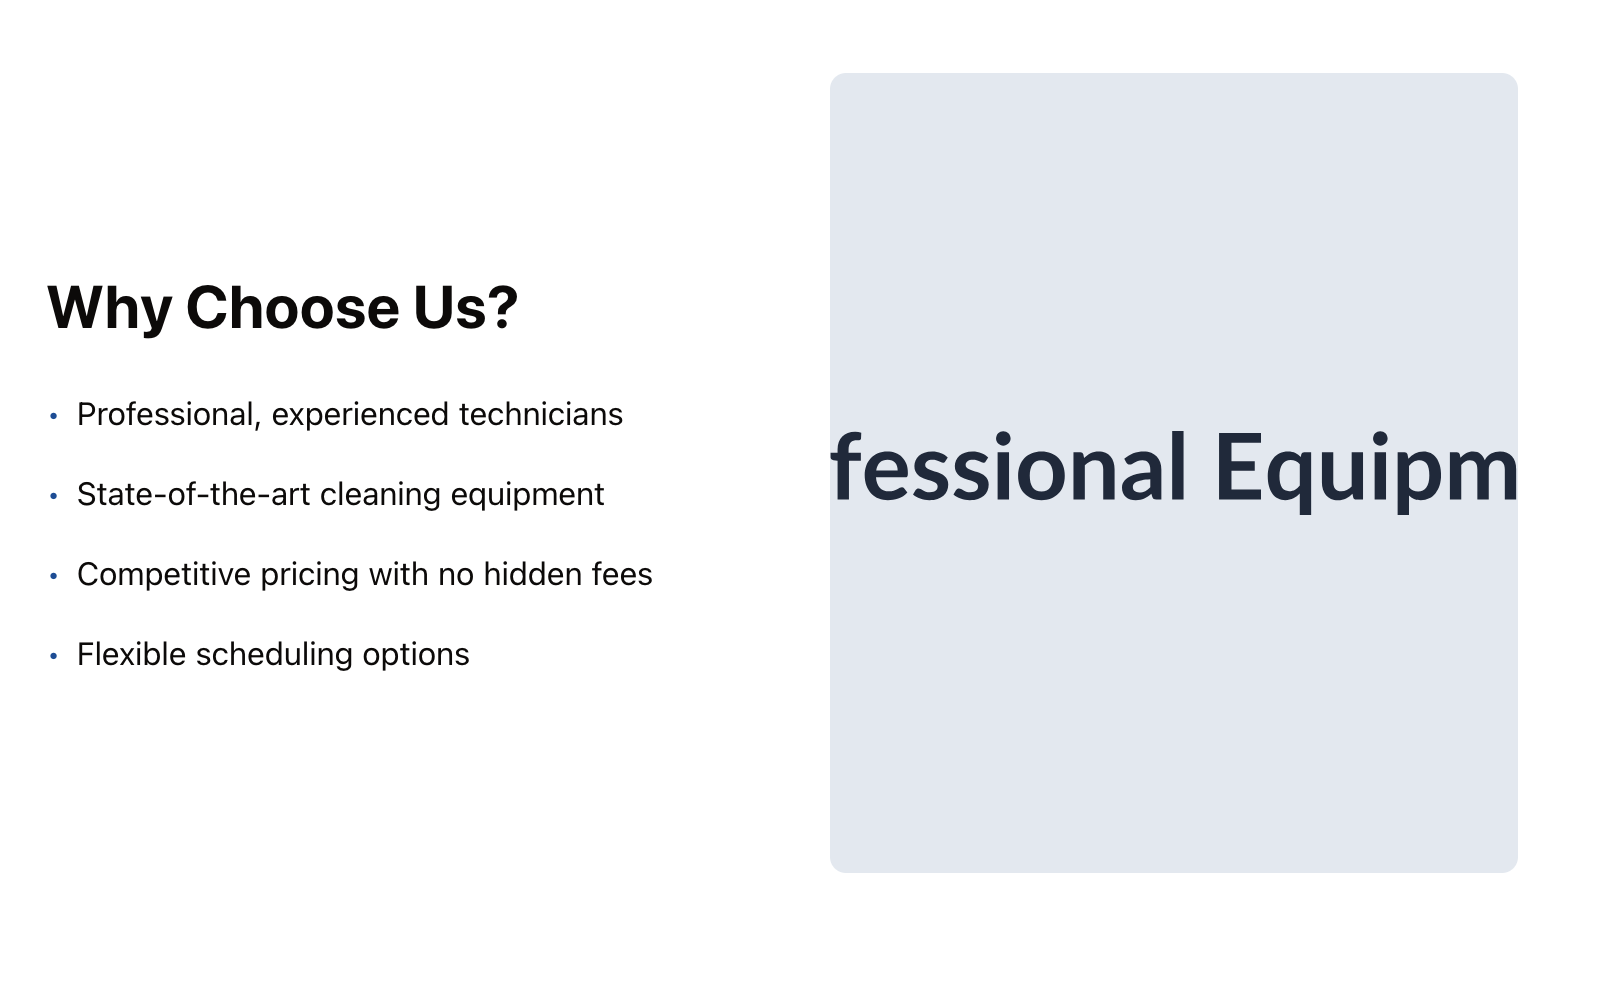 Why Choose Us?
• Professional, experienced technicians
• State-of-the-art cleaning equipment
• Competitive pricing with no hidden fees
• Flexible scheduling options
fessional Equipm